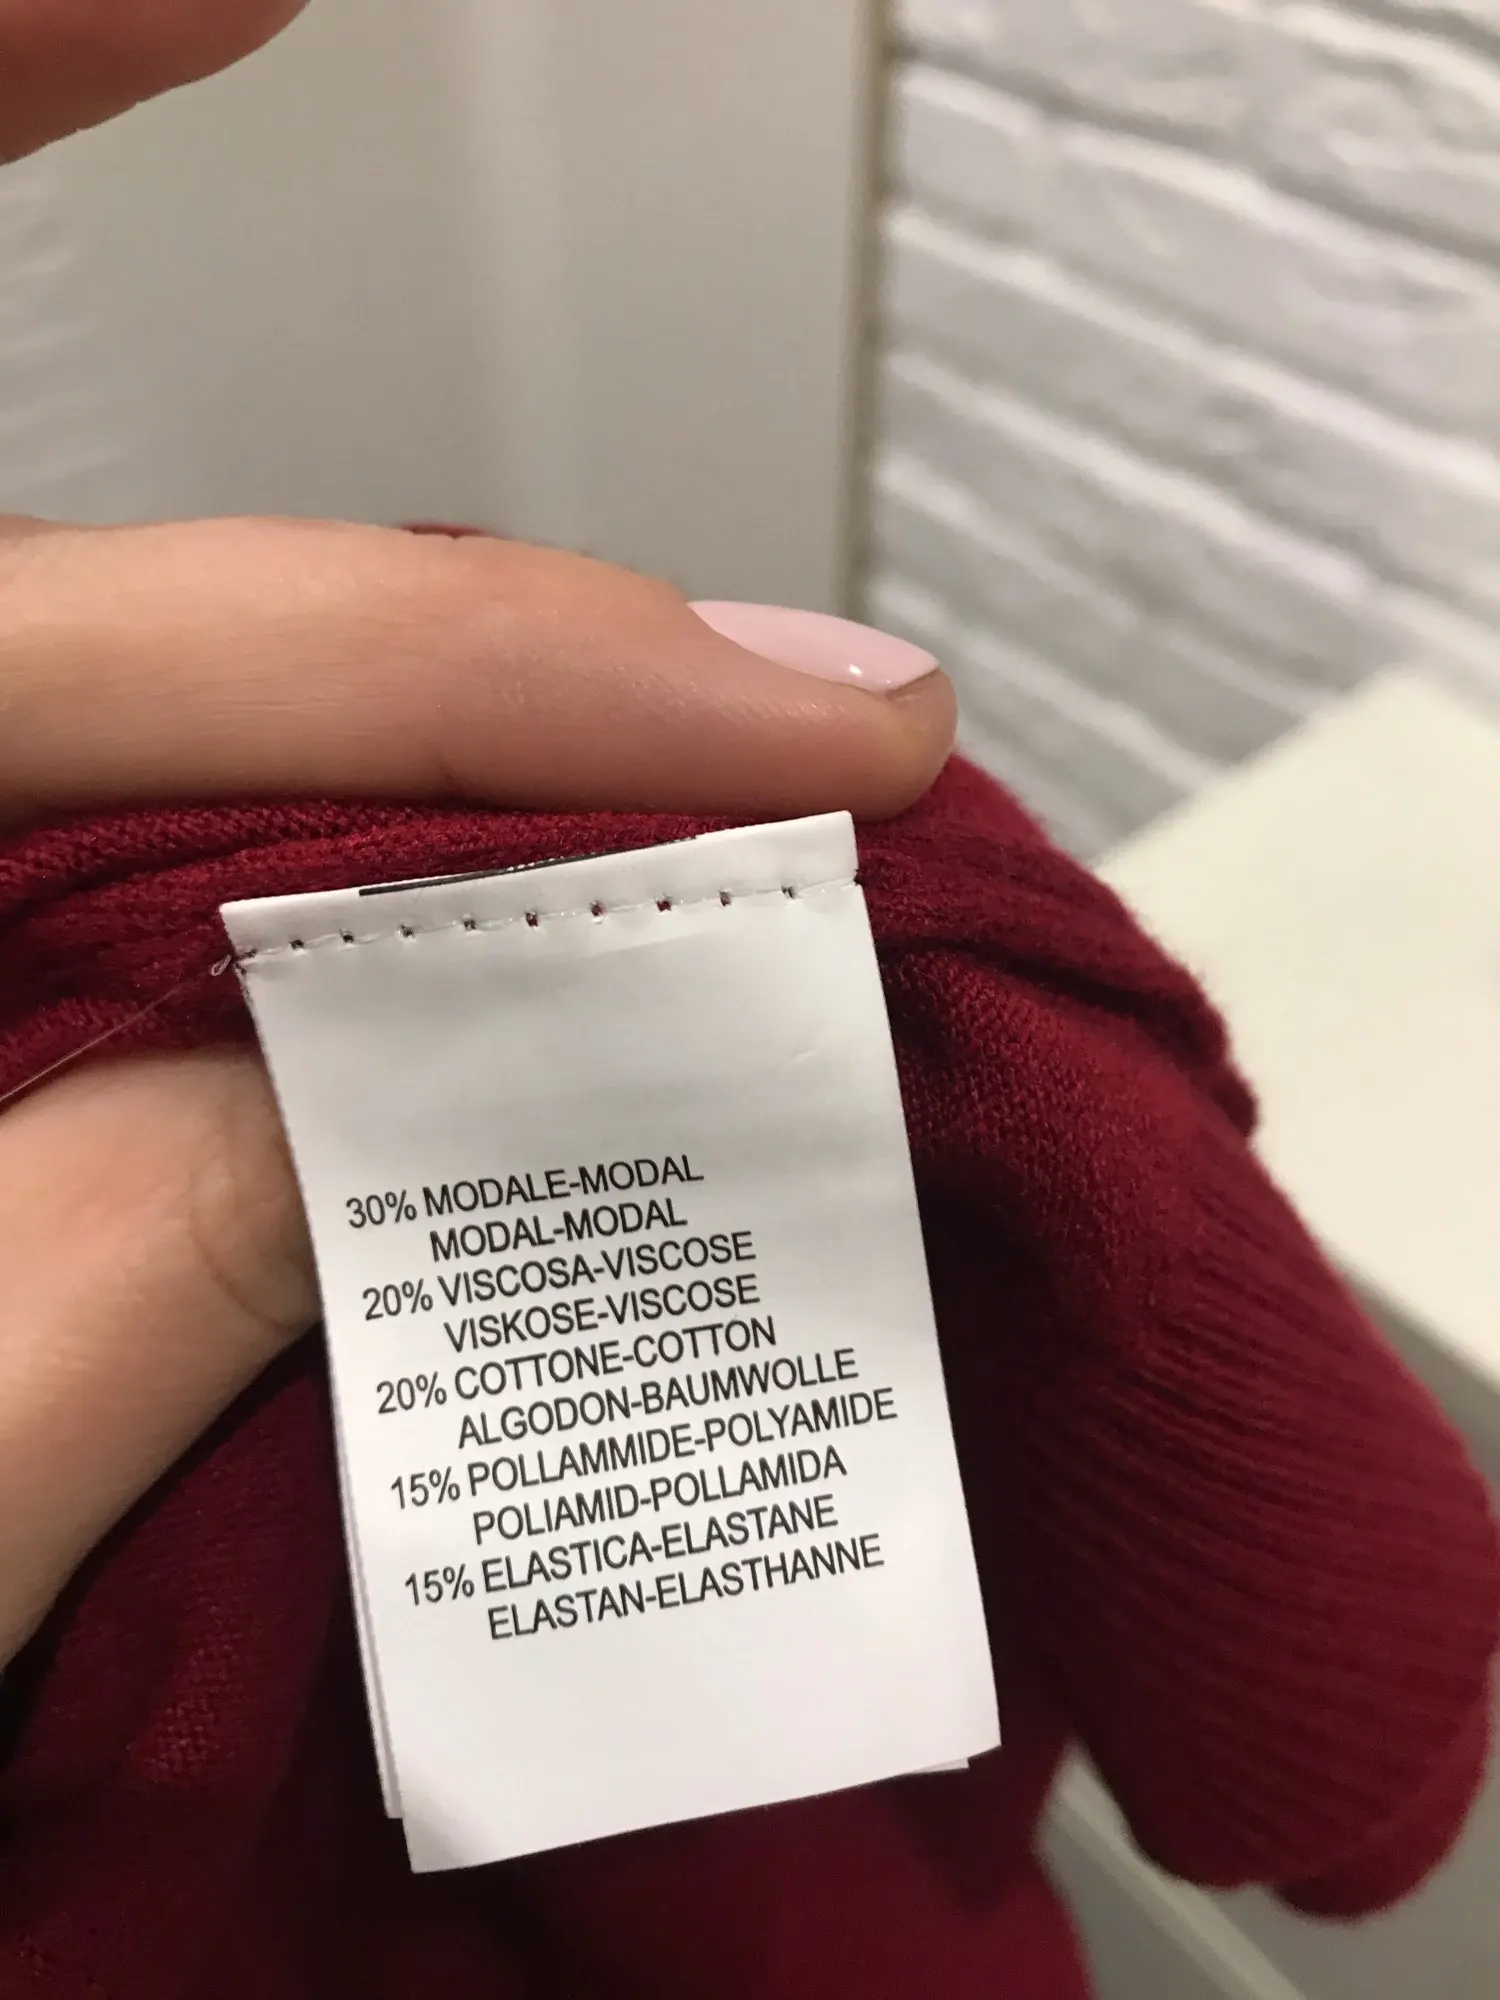 30% MODALE-MODAL
MODAL-MODAL
20% VISCOSA-VISCOSE
VISKOSE-VISCOSE
20% COTTONE-COTTON
ALGODON-BAUMWOLLE
15% POLLAMMIDE-POLYAMIDE
POLIAMID-POLLAMIDA
15% ELASTICA-ELASTANE
ELASTAN-ELASTHANNE